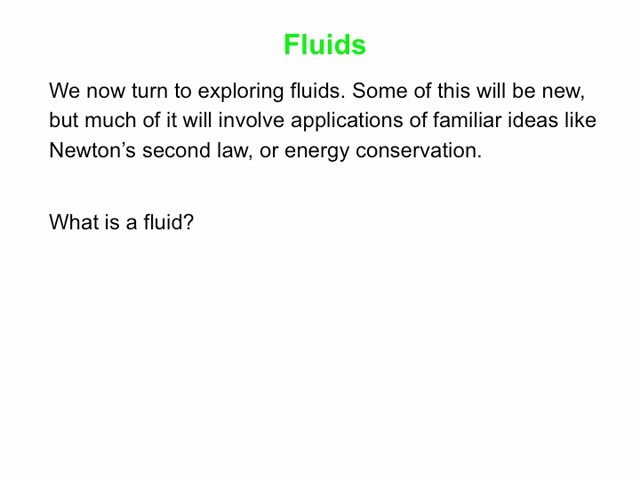 Fluids
We now turn to exploring fluids. Some of this will be new,
but much of it will involve applications of familiar ideas like
Newton’s second law, or energy conservation.
What is a fluid?